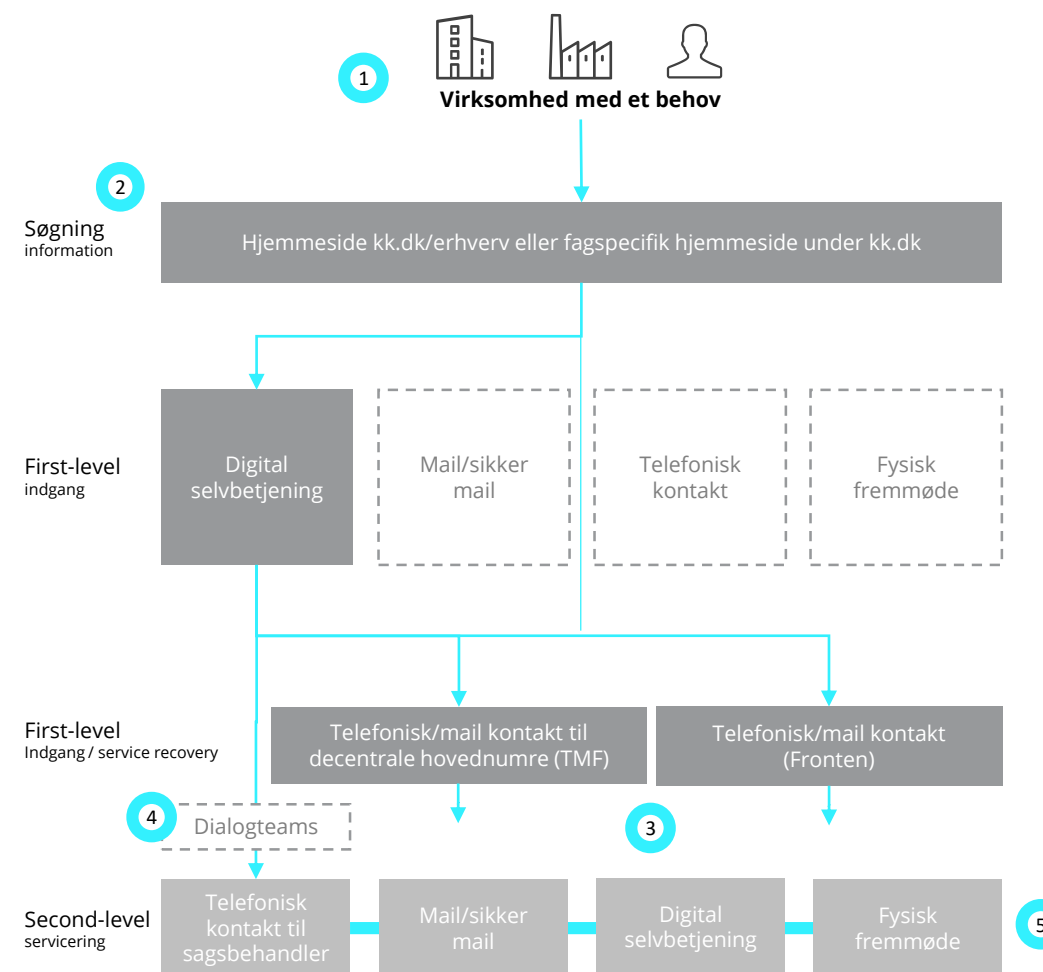 1
Virksomhed med et behov
2
Søgning
information
Hjemmeside kk.dk/erhverv eller fagspecifik hjemmeside under kk.dk
First-level
indgang
Digital
selvbetjening
Mail/sikker
mail
Telefonisk
kontakt
Fysisk
fremmøde
First-level
Indgang / service recovery
Telefonisk/mail kontakt til
decentrale hovednumre (TMF)
Telefonisk/mail kontakt
(Fronten)
4
Dialogteams
3
Second-level
servicering
Telefonisk
kontakt til
sagsbehandler
Mail/sikker
mail
Digital
selvbetjening
Fysisk
fremmøde
5